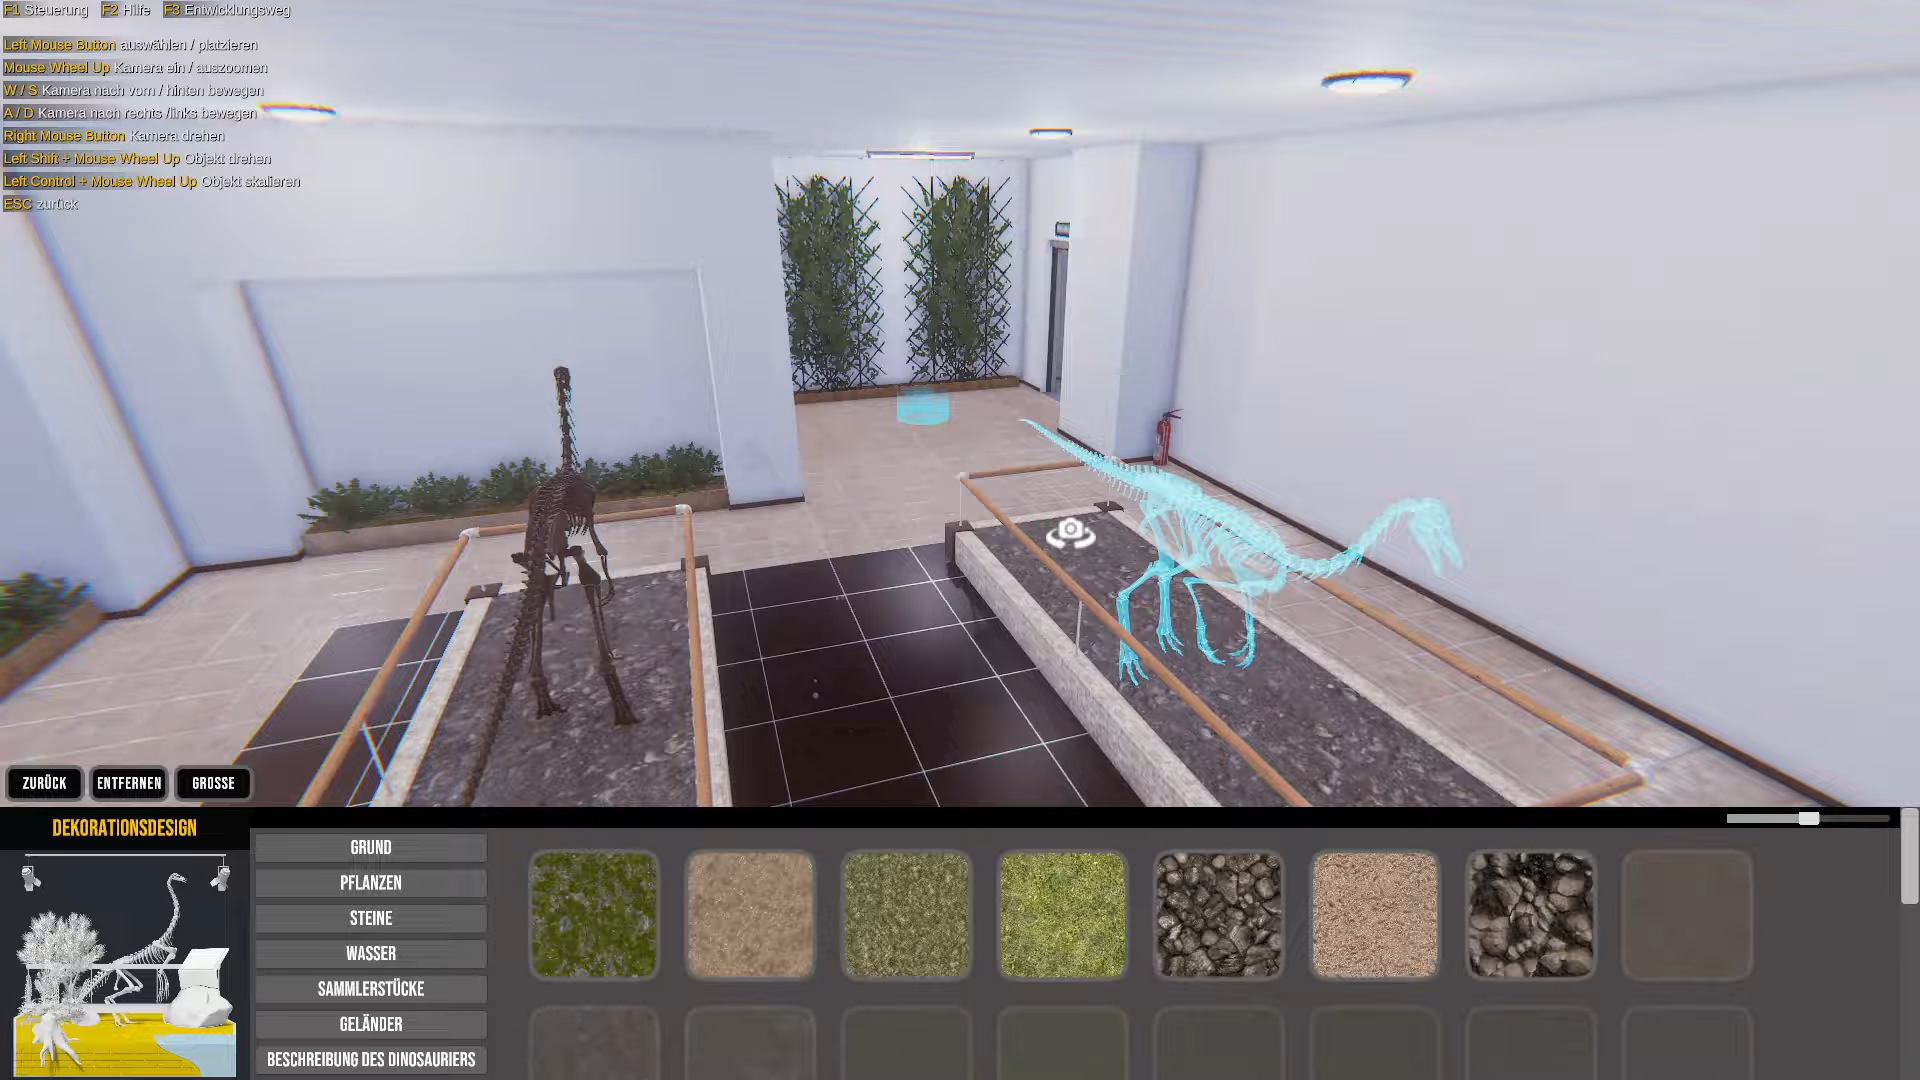 F1 Steuerung F2 Hilfe F3 Entwicklungsweg
Left Mouse Button auswählen / platzieren
Mouse Wheel Up Kamera ein / auszoomen
W / S Kamera nach vorn / hinten bewegen
A / D Kamera nach rechts /links bewegen
Right Mouse Button Kamera drehen
Left Shift + Mouse Wheel Up Objekt drehen
Left Control + Mouse Wheel Up Objekt skalieren
ESC zurück
ZURÜCK ENTFERNEN GROSSE
DEKORATIONSDESIGN
GRUND
PFLANZEN
STEINE
WASSER
SAMMLERSTÜCKE
GELÄNDER
BESCHREIBUNG DES DINOSAURIERS